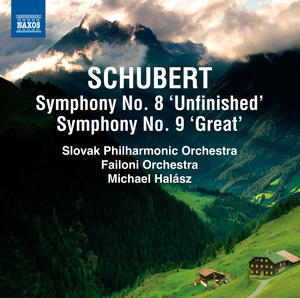 NAXOS
SCHUBERT
Symphony No. 8 ‘Unfinished’
Symphony No. 9 ‘Great’
Slovak Philharmonic Orchestra
Failoni Orchestra
Michael Halász